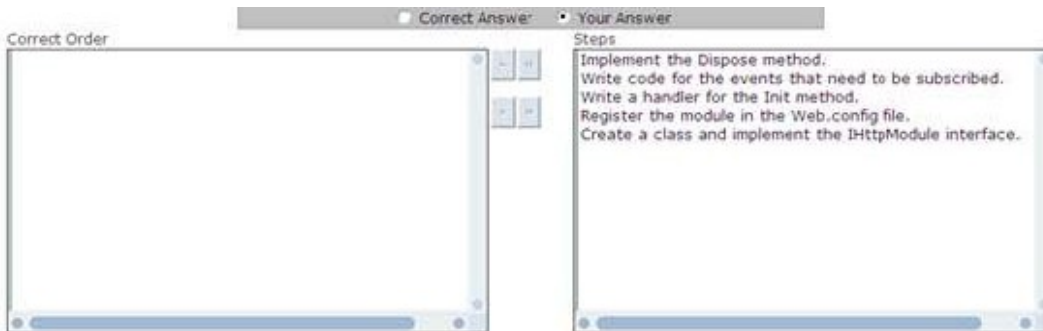 Correct Answer Your Answer
Correct Order
Steps
Implement the Dispose method.
Write code for the events that need to be subscribed.
Write a handler for the Init method.
Register the module in the Web.config file.
Create a class and implement the IHttpModule interface.